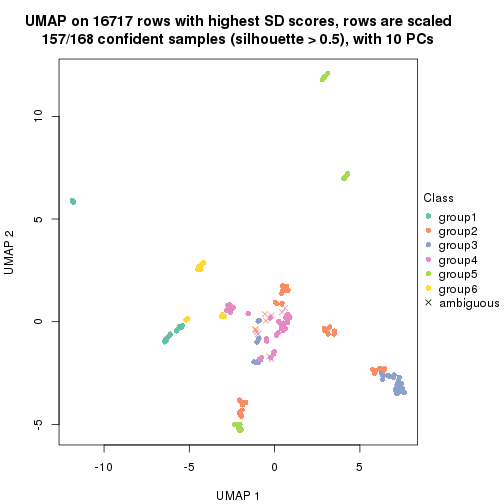 UMAP on 16717 rows with highest SD scores, rows are scaled
157/168 confident samples (silhouette > 0.5), with 10 PCs
10
5
0
-5
UMAP 2
-10
-5
0
5
UMAP 1
Class
group1
group2
group3
group4
group5
group6
ambiguous